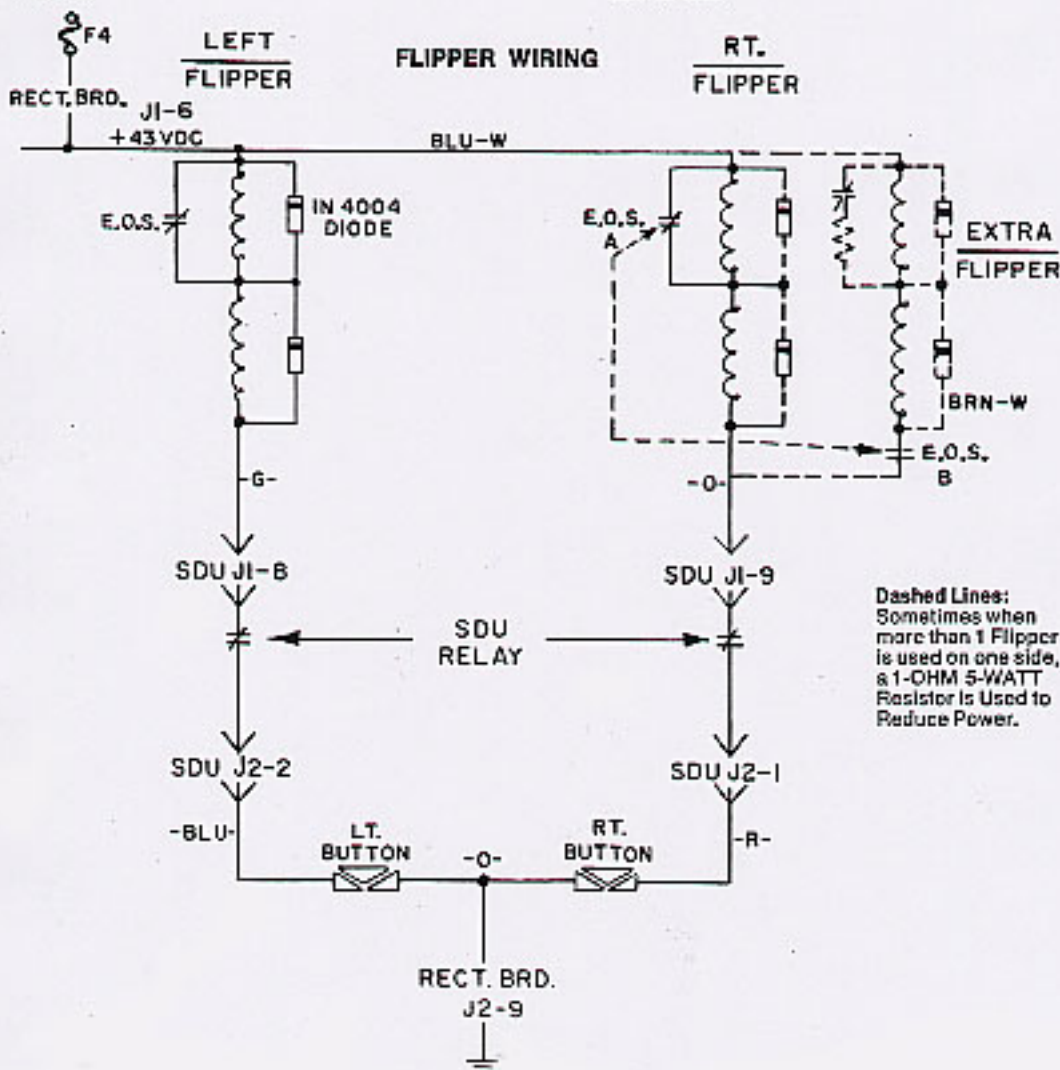 F4
LEFT
FLIPPER
FLIPPER WIRING
RT.
FLIPPER
RECT. BRD.
J1-6
+43 VDC
BLU-W
E.O.S.
IN 4004
DIODE
E.O.S.
A
EXTRA
FLIPPER
BRN-W
E.O.S.
B
-G-
-O-
SDU J1-8
SDU J1-9
SDU
RELAY
Dashed Lines:
Sometimes when
more than 1 Flipper
is used on one side,
a 1-OHM 5-WATT
Resistor is Used to
Reduce Power.
SDU J2-2
SDU J2-1
-BLU-
LT.
BUTTON
-O-
RT.
BUTTON
-R-
RECT. BRD.
J2-9